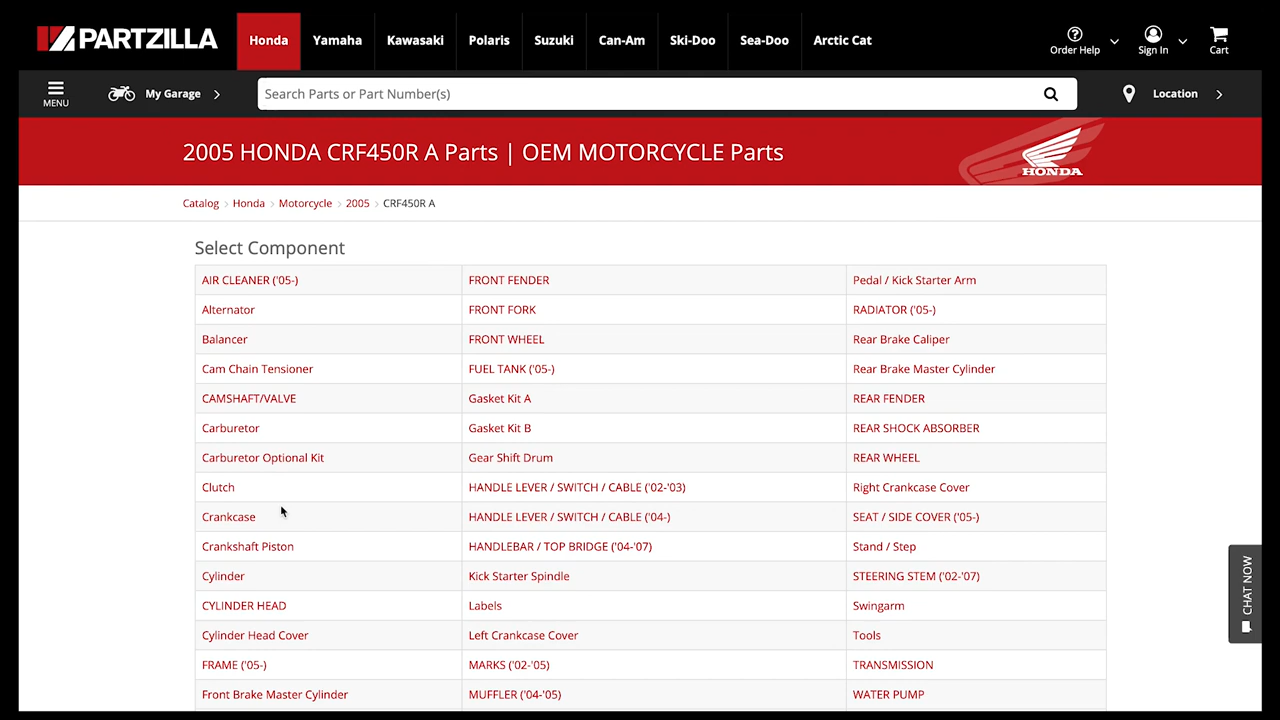 PARTZILLA
Honda
Yamaha
Kawasaki
Polaris
Suzuki
Can-Am
Ski-Doo
Sea-Doo
Arctic Cat
Order Help
Sign In
Cart
MENU
My Garage
Search Parts or Part Number(s)
Location
2005 HONDA CRF450R A Parts | OEM MOTORCYCLE Parts
HONDA
Catalog > Honda > Motorcycle > 2005 > CRF450R A
Select Component
AIR CLEANER ('05-)
FRONT FENDER
Pedal / Kick Starter Arm
Alternator
FRONT FORK
RADIATOR ('05-)
Balancer
FRONT WHEEL
Rear Brake Caliper
Cam Chain Tensioner
FUEL TANK ('05-)
Rear Brake Master Cylinder
CAMSHAFT/VALVE
Gasket Kit A
REAR FENDER
Carburetor
Gasket Kit B
REAR SHOCK ABSORBER
Carburetor Optional Kit
Gear Shift Drum
REAR WHEEL
Clutch
HANDLE LEVER / SWITCH / CABLE ('02-'03)
Right Crankcase Cover
Crankcase
HANDLE LEVER / SWITCH / CABLE ('04-)
SEAT / SIDE COVER ('05-)
Crankshaft Piston
HANDLEBAR / TOP BRIDGE ('04-'07)
Stand / Step
Cylinder
Kick Starter Spindle
STEERING STEM ('02-'07)
CYLINDER HEAD
Labels
Swingarm
Cylinder Head Cover
Left Crankcase Cover
Tools
FRAME ('05-)
MARKS ('02-'05)
TRANSMISSION
Front Brake Master Cylinder
MUFFLER ('04-'05)
WATER PUMP
CHAT NOW